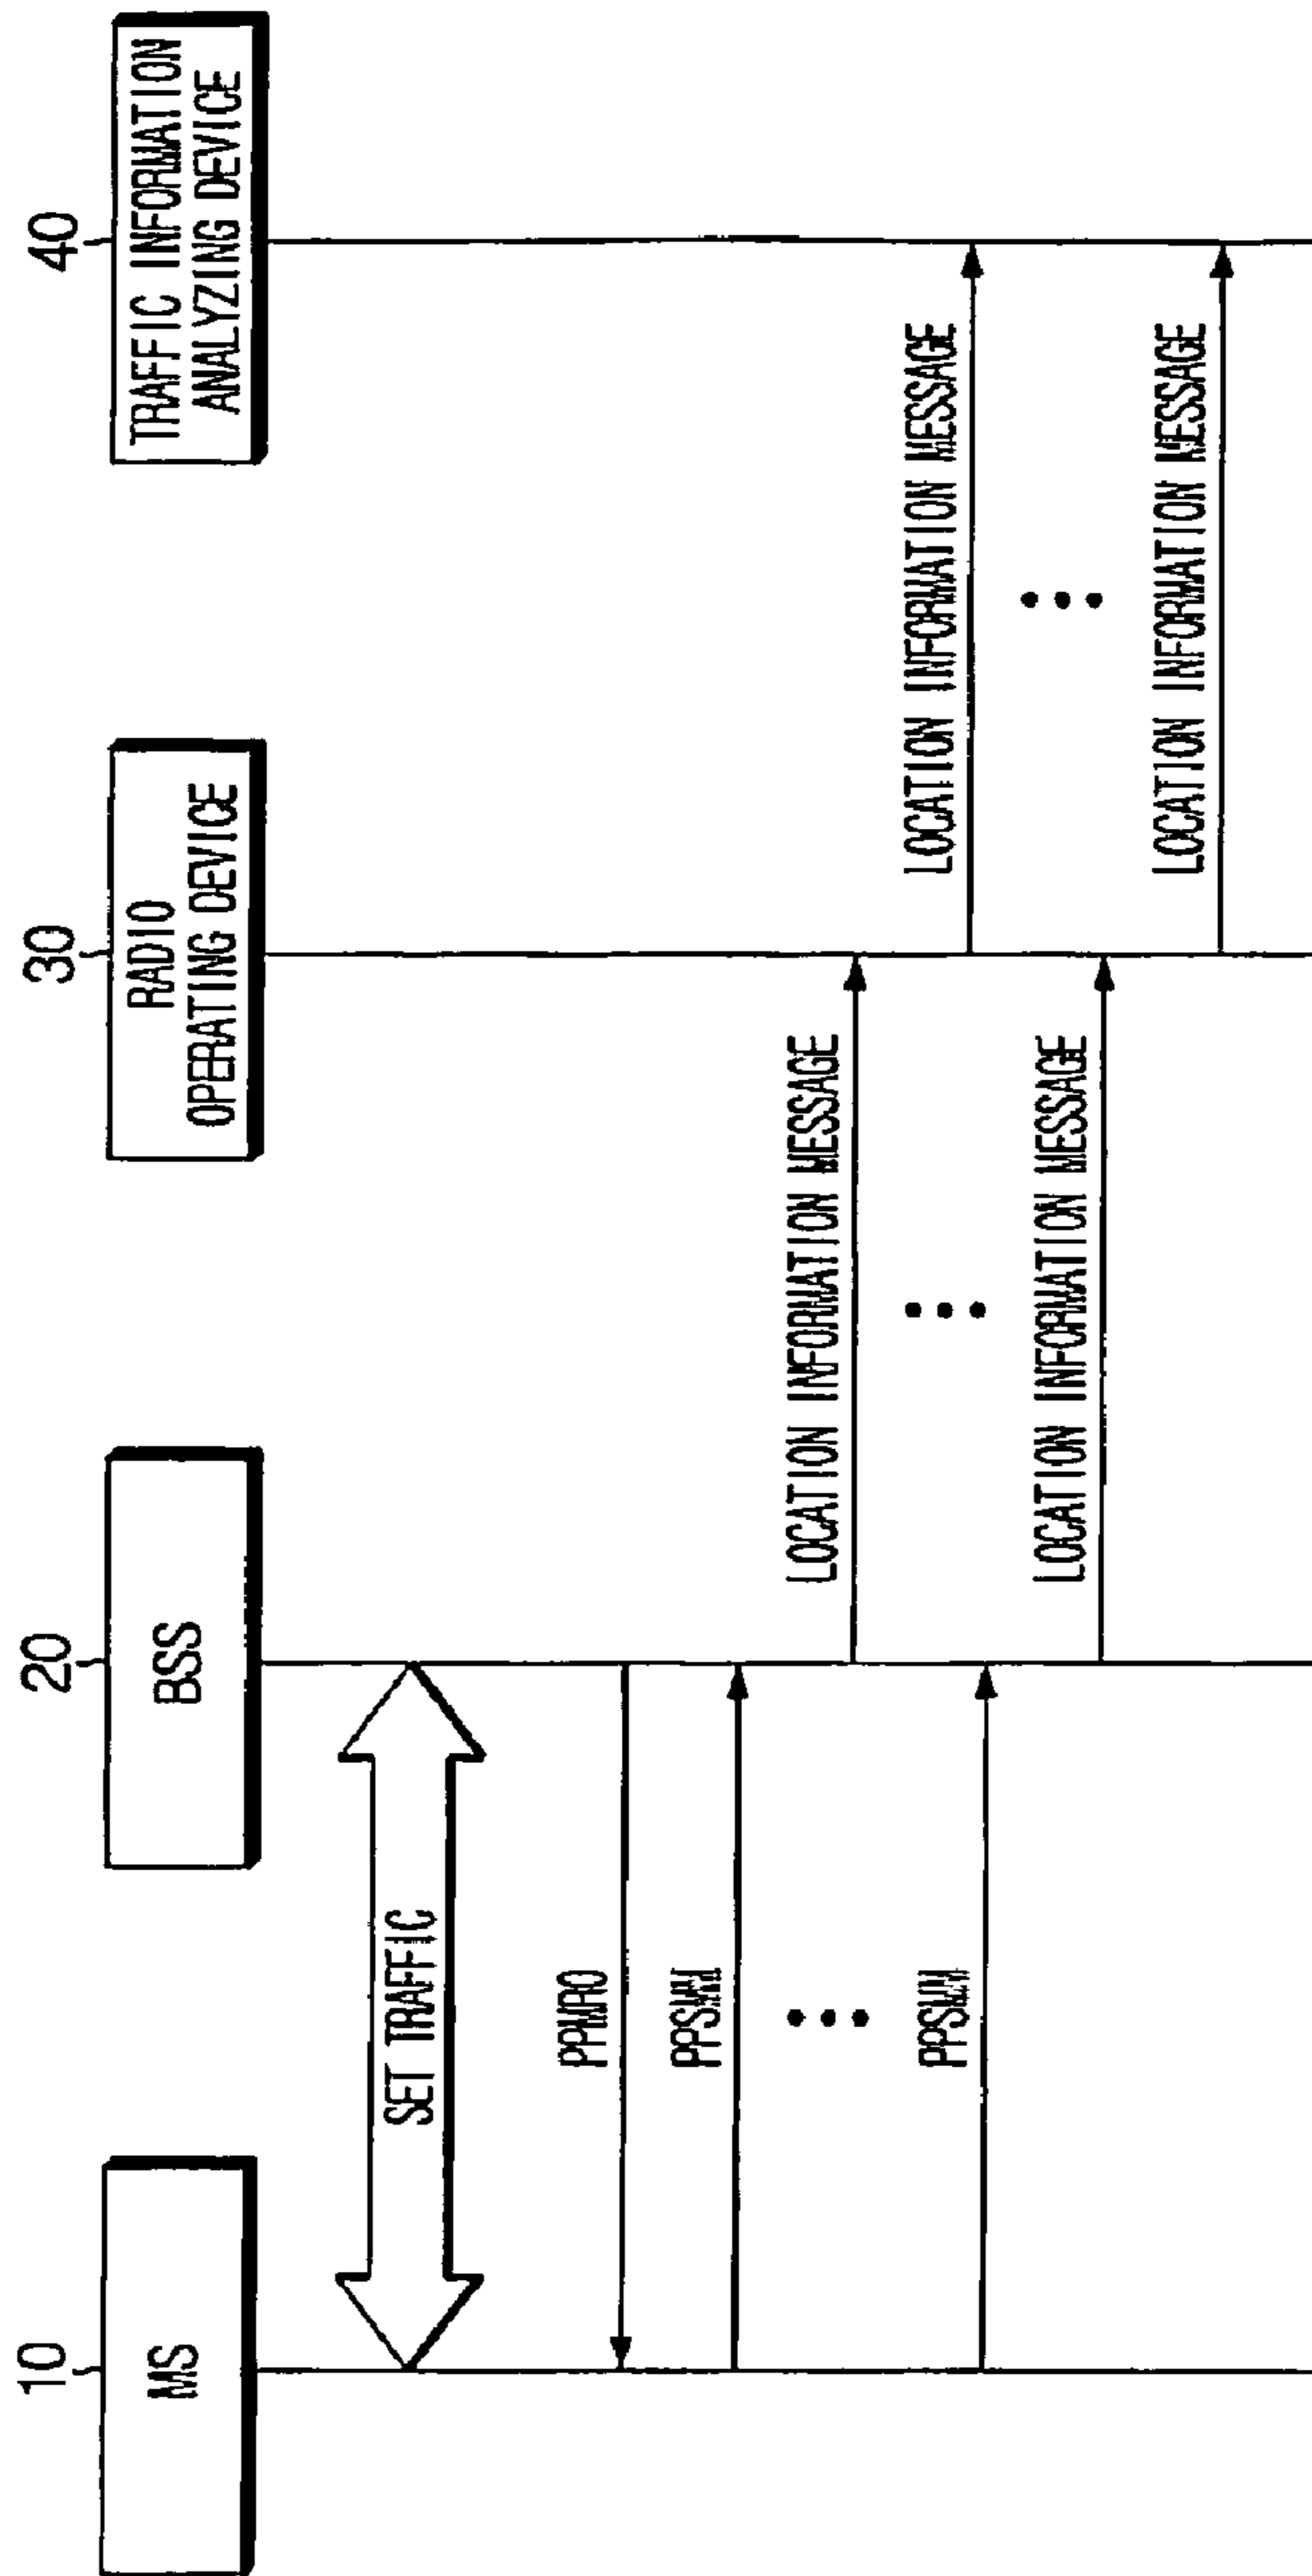 10
MS
20
BSS
30
RADIO
OPERATING DEVICE
40
TRAFFIC INFORMATION
ANALYZING DEVICE
SET TRAFFIC
PPMRO
PPSMM
LOCATION INFORMATION MESSAGE
LOCATION INFORMATION MESSAGE
PPSMM
LOCATION INFORMATION MESSAGE
LOCATION INFORMATION MESSAGE